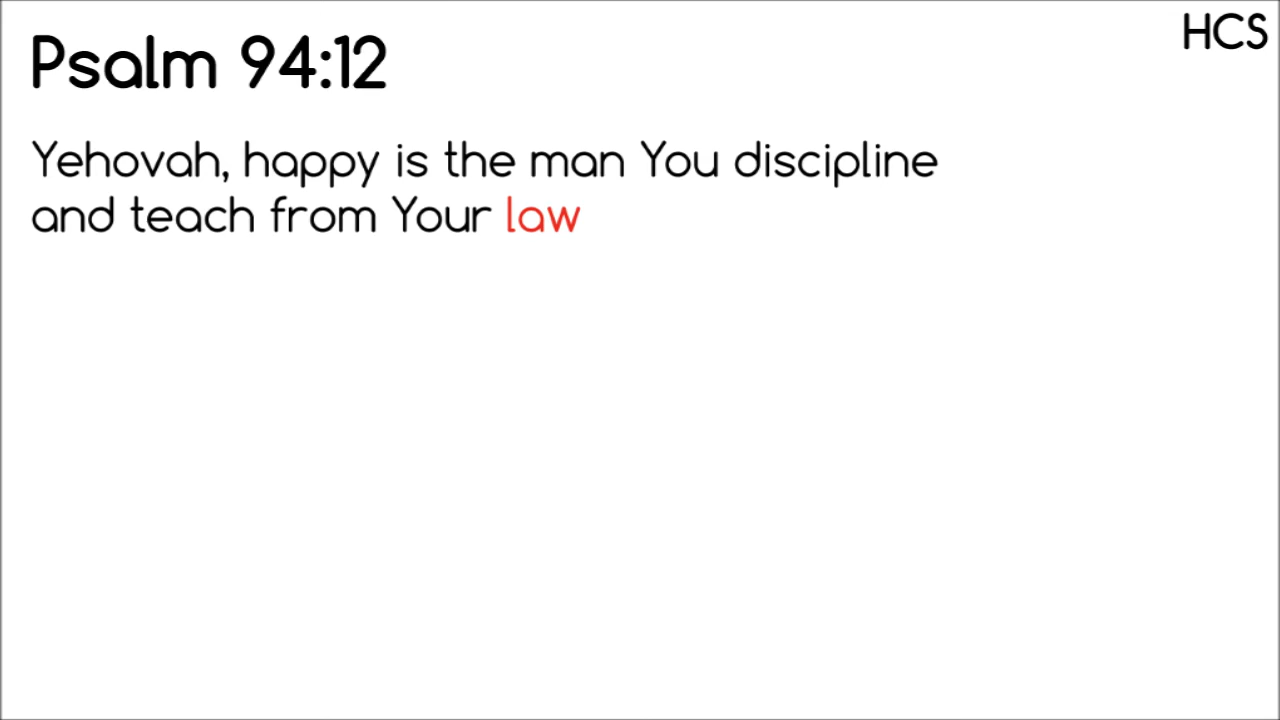 HCS
Psalm 94:12
Yehovah, happy is the man You discipline
and teach from Your law